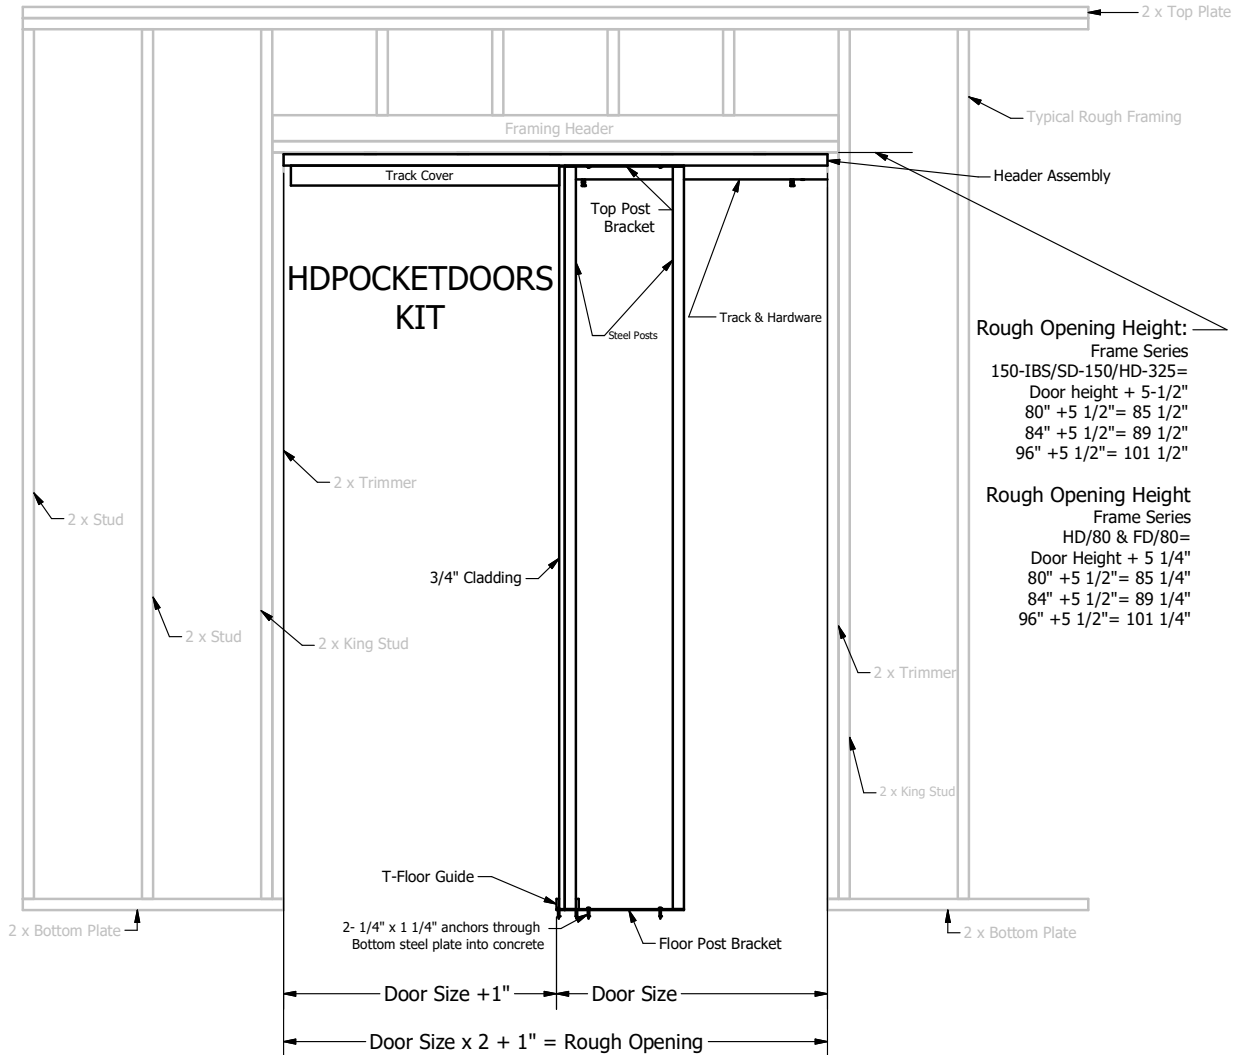 2 x Top Plate
Typical Rough Framing
Framing Header
Header Assembly
Track Cover
Top Post
Bracket
HDPOCKETDOORS
KIT
Steel Posts
Track & Hardware
Rough Opening Height:
Frame Series
150-IBS/SD-150/HD-325=
Door height + 5-1/2"
80" +5 1/2"= 85 1/2"
84" +5 1/2"= 89 1/2"
96" +5 1/2"= 101 1/2"
Rough Opening Height
Frame Series
HD/80 & FD/80=
Door Height + 5 1/4"
80" +5 1/2"= 85 1/4"
84" +5 1/2"= 89 1/4"
96" +5 1/2"= 101 1/4"
2 x Trimmer
2 x Stud
3/4" Cladding
2 x Stud
2 x King Stud
2 x Trimmer
2 x King Stud
T-Floor Guide
2- 1/4" x 1 1/4" anchors through
Bottom steel plate into concrete
Floor Post Bracket
2 x Bottom Plate
2 x Bottom Plate
Door Size +1"
Door Size
Door Size x 2 + 1" = Rough Opening